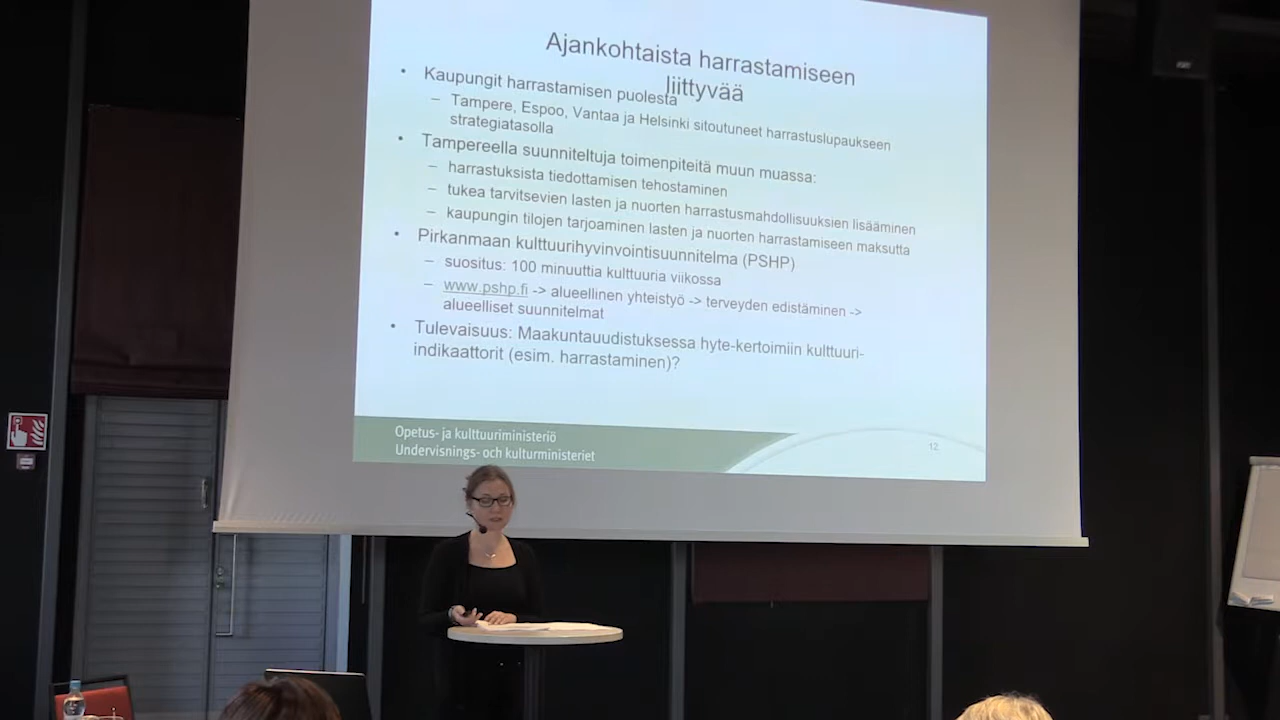 Ajankohtaista harrastamiseen
liittyvää
• Kaupungit harrastamisen puolesta
– Tampere, Espoo, Vantaa ja Helsinki sitoutuneet harrastuslupaukseen
strategiatasolla
• Tampereella suunniteltuja toimenpiteitä muun muassa:
– harrastuksista tiedottamisen tehostaminen
– tukea tarvitsevien lasten ja nuorten harrastusmahdollisuuksien lisääminen
– kaupungin tilojen tarjoaminen lasten ja nuorten harrastamiseen maksutta
• Pirkanmaan kulttuurihyvinvointisuunnitelma (PSHP)
– suositus: 100 minuuttia kulttuuria viikossa
– www.pshp.fi -> alueellinen yhteistyö -> terveyden edistäminen ->
alueelliset suunnitelmat
• Tulevaisuus: Maakuntauudistuksessa hyte-kertoimiin kulttuuri-
indikaattorit (esim. harrastaminen)?
Opetus- ja kulttuuriministeriö
Undervisnings- och kulturministeriet
12